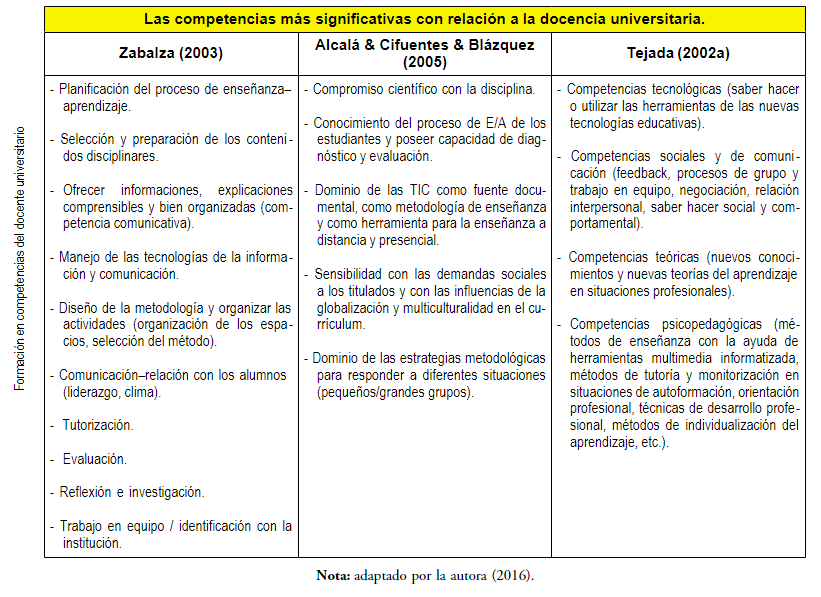 Las competencias más significativas con relación a la docencia universitaria.
Formación en competencias del docente universitario
Zabalza (2003)
- Planificación del proceso de enseñanza–
aprendizaje.
- Selección y preparación de los conteni-
dos disciplinares.
- Ofrecer informaciones, explicaciones
comprensibles y bien organizadas (com-
petencia comunicativa).
- Manejo de las tecnologías de la informa-
ción y comunicación.
- Diseño de la metodología y organizar las
actividades (organización de los espa-
cios, selección del método).
- Comunicación–relación con los alumnos
(liderazgo, clima).
- Tutorización.
- Evaluación.
- Reflexión e investigación.
- Trabajo en equipo / identificación con la
institución.
Alcalá & Cifuentes & Blázquez
(2005)
- Compromiso científico con la disciplina.
- Conocimiento del proceso de E/A de los
estudiantes y poseer capacidad de diag-
nóstico y evaluación.
- Dominio de las TIC como fuente docu-
mental, como metodología de enseñanza
y como herramienta para la enseñanza a
distancia y presencial.
- Sensibilidad con las demandas sociales
a los titulados y con las influencias de la
globalización y multiculturalidad en el cu-
rrículum.
- Dominio de las estrategias metodológicas
para responder a diferentes situaciones
(pequeños/grandes grupos).
Tejada (2002a)
- Competencias tecnológicas (saber hacer
o utilizar las herramientas de las nuevas
tecnologías educativas).
- Competencias sociales y de comuni-
cación (feedback, procesos de grupo y
trabajo en equipo, negociación, relación
interpersonal, saber hacer social y com-
portamental).
- Competencias teóricas (nuevos conoci-
mientos y nuevas teorías del aprendizaje
en situaciones profesionales).
- Competencias psicopedagógicas (mé-
todos de enseñanza con la ayuda de
herramientas multimedia informatizada,
métodos de tutoría y monitorización en
situaciones de autoformación, orientación
profesional, técnicas de desarrollo profe-
sional, métodos de individualización del
aprendizaje, etc.).
Nota: adaptado por la autora (2016).